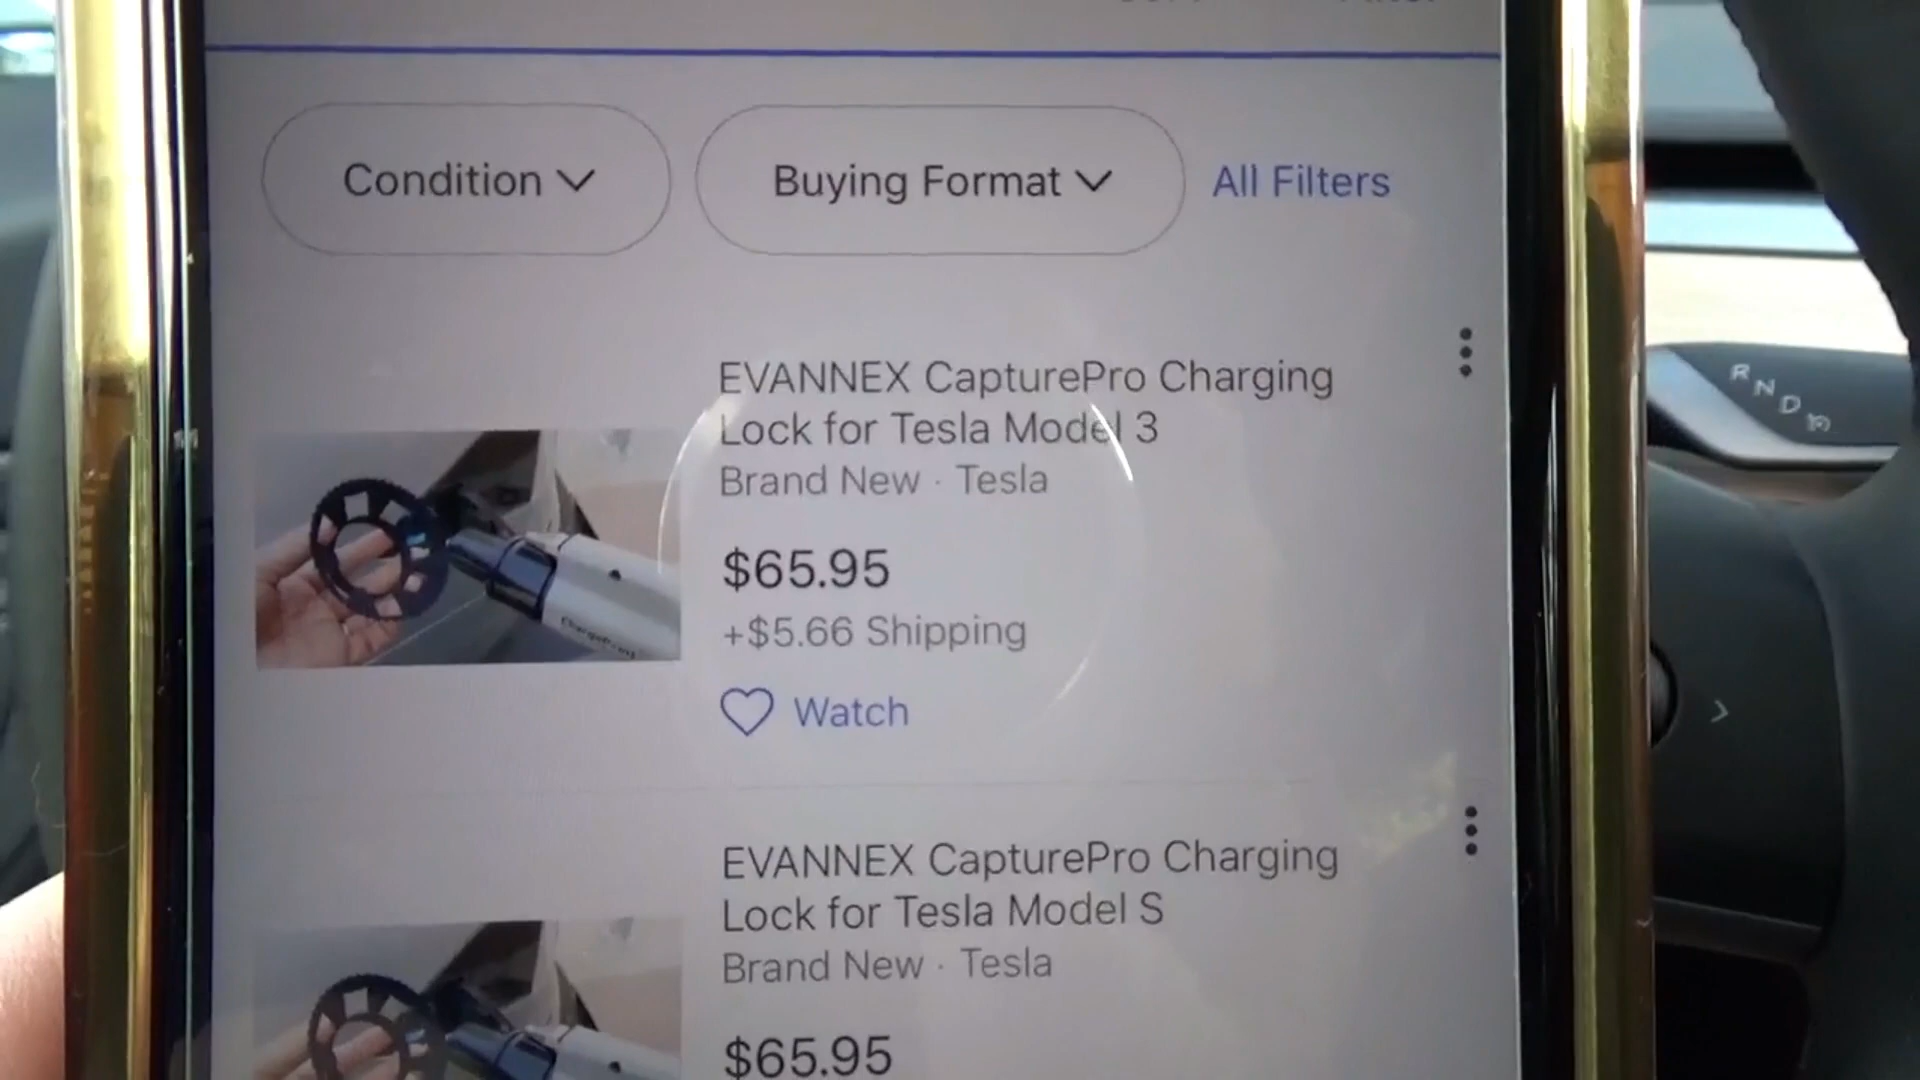 Condition
Buying Format
All Filters
EVANNEX CapturePro Charging
Lock for Tesla Model 3
Brand New · Tesla
$65.95
+$5.66 Shipping
Watch
EVANNEX CapturePro Charging
Lock for Tesla Model S
Brand New · Tesla
$65.95
R
N
D